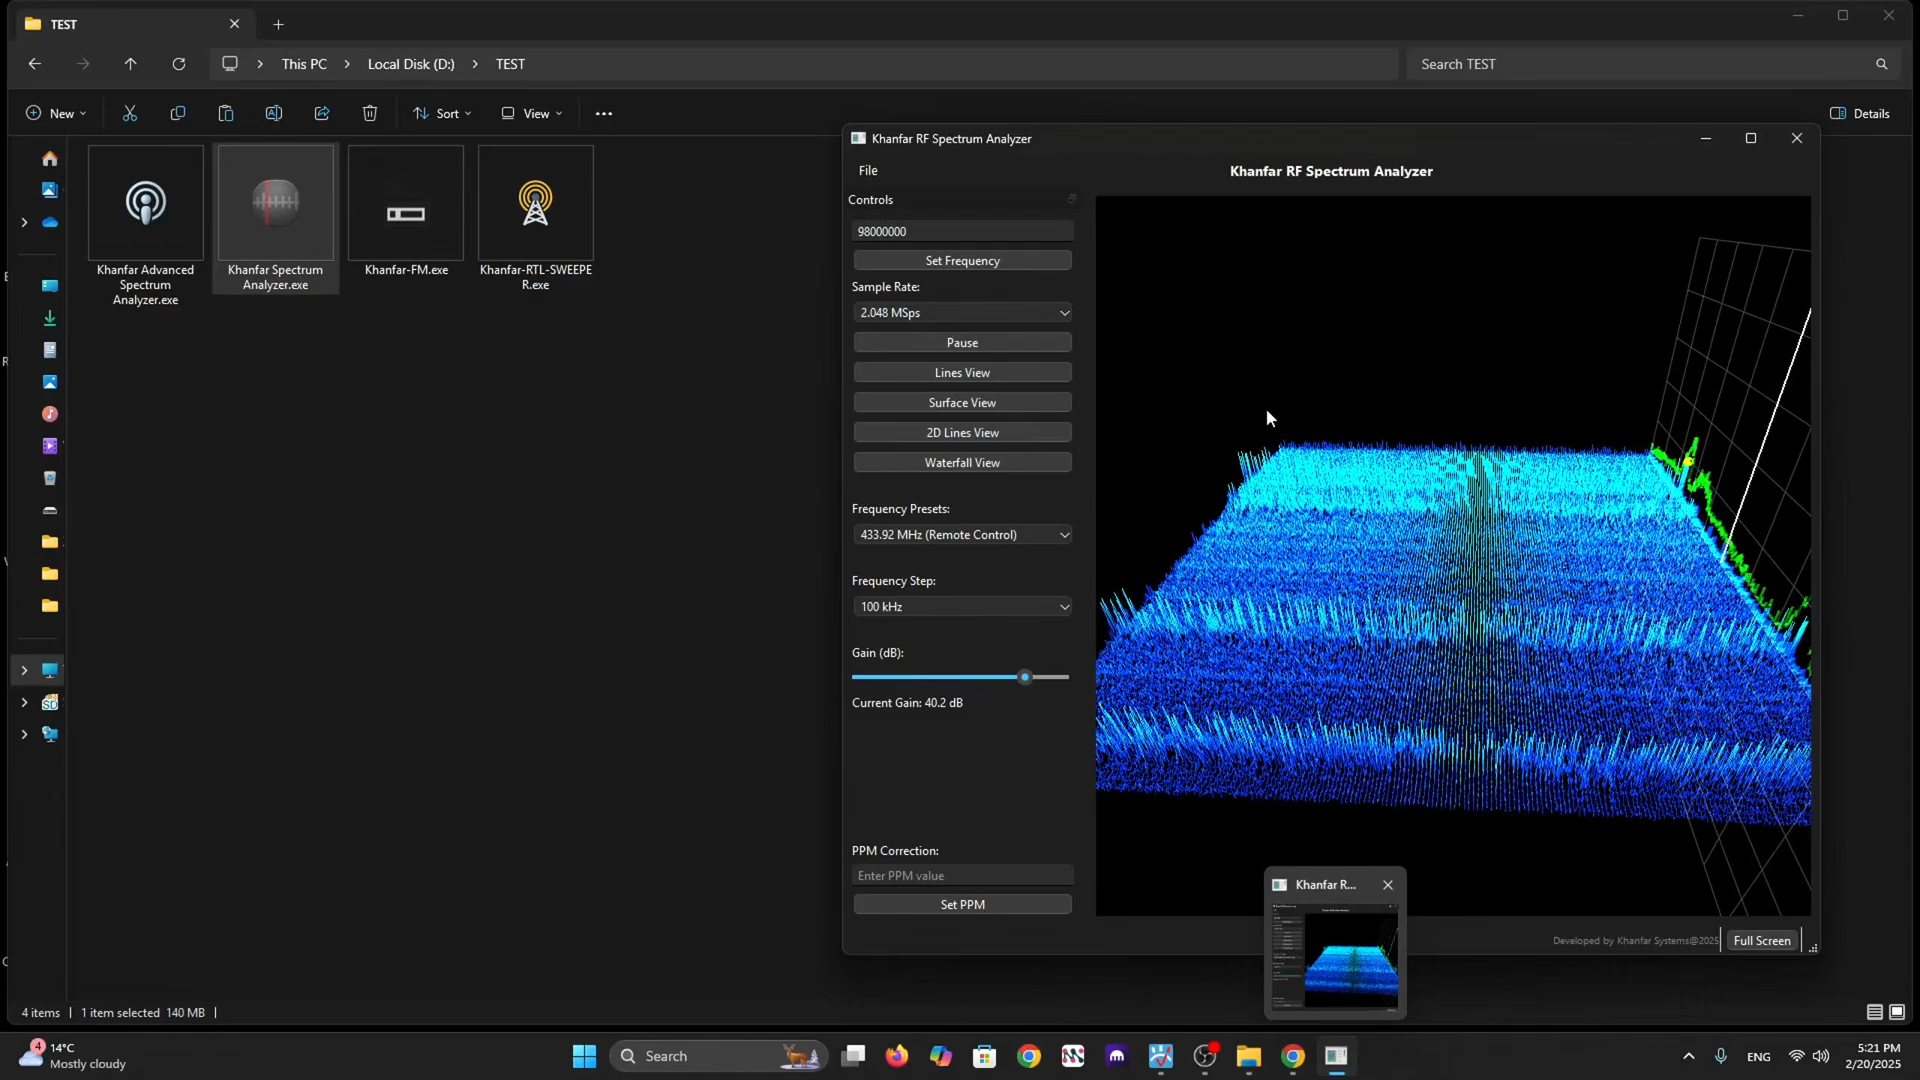 TEST
This PC
Local Disk (D:)
TEST
Search TEST
New
Sort
View
Details
Khanfar Advanced
Spectrum
Analyzer.exe
Khanfar Spectrum
Analyzer.exe
Khanfar-FM.exe
Khanfar-RTL-SWEEPE
R.exe
Khanfar RF Spectrum Analyzer
File
Khanfar RF Spectrum Analyzer
Controls
98000000
Set Frequency
Sample Rate:
2.048 MSps
Pause
Lines View
Surface View
2D Lines View
Waterfall View
Frequency Presets:
433.92 MHz (Remote Control)
Frequency Step:
100 kHz
Gain (dB):
Current Gain: 40.2 dB
PPM Correction:
Enter PPM value
Set PPM
Developed by Khanfar Systems@2025
Full Screen
Khanfar R...
4 items
1 item selected 140 MB
4
14°C
Mostly cloudy
Search
ENG
5:21 PM
2/20/2025